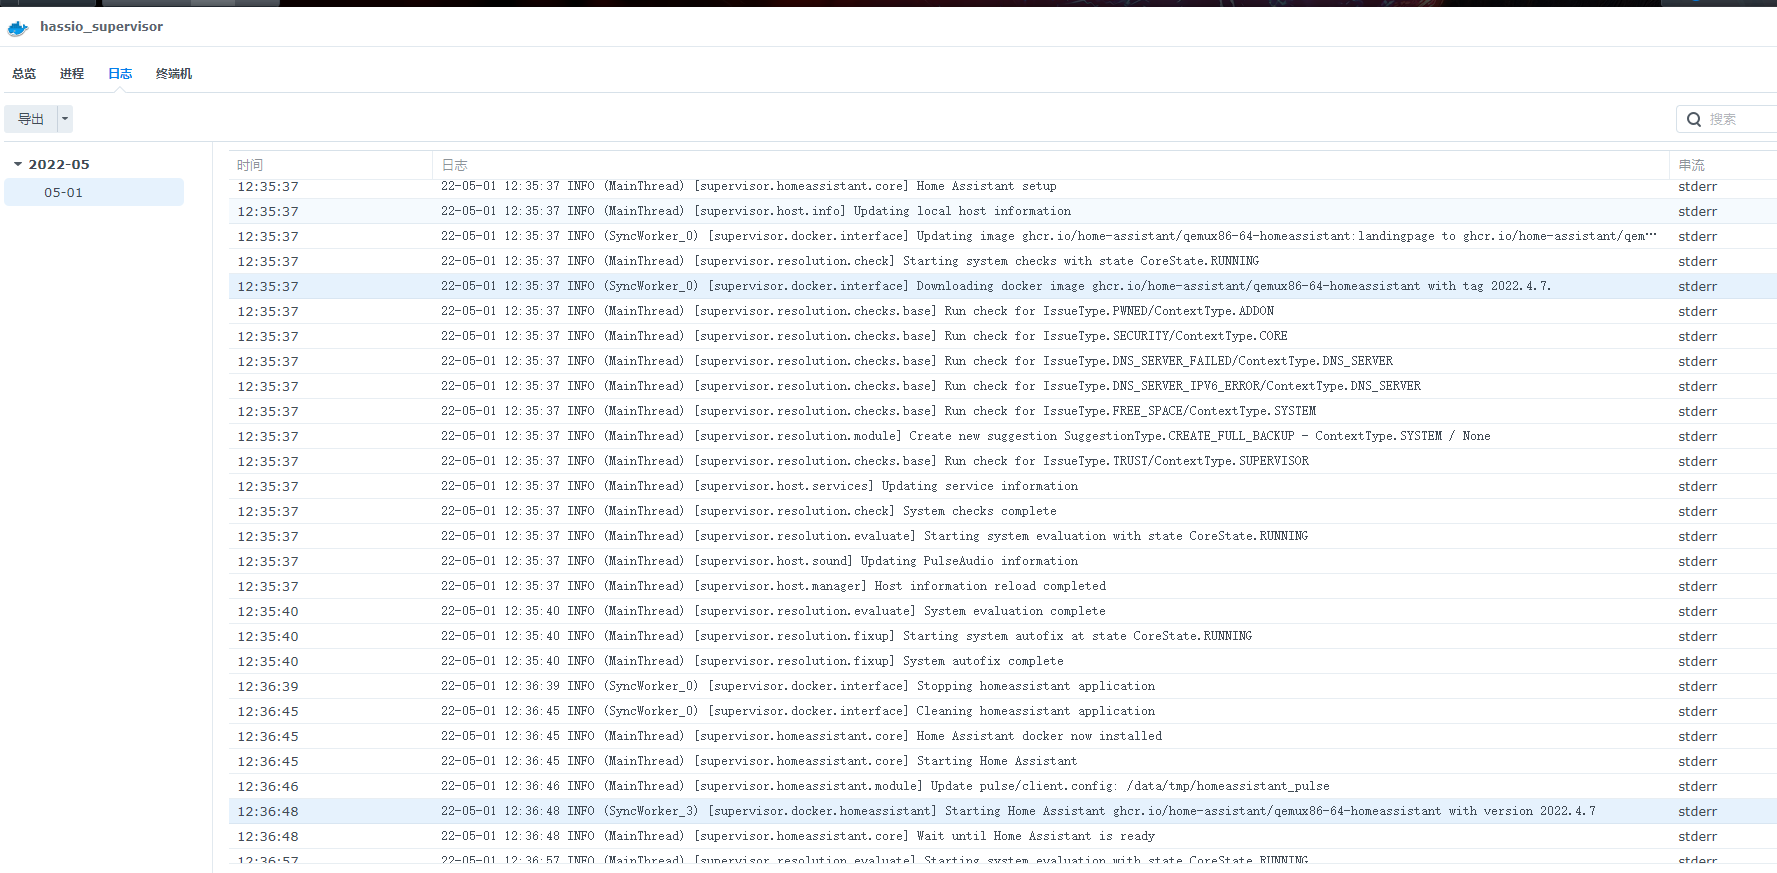 hassio_supervisor
总览 进程 日志 终端机
导出
搜索
2022-05
05-01
时间 日志 串流
12:35:37 22-05-01 12:35:37 INFO (MainThread) [supervisor.homeassistant.core] Home Assistant setup stderr
12:35:37 22-05-01 12:35:37 INFO (MainThread) [supervisor.host.info] Updating local host information stderr
12:35:37 22-05-01 12:35:37 INFO (SyncWorker_0) [supervisor.docker.interface] Updating image ghcr.io/home-assistant/qemux86-64-homeassistant:landingpage to ghcr.io/home-assistant/qem… stderr
12:35:37 22-05-01 12:35:37 INFO (MainThread) [supervisor.resolution.check] Starting system checks with state CoreState.RUNNING stderr
12:35:37 22-05-01 12:35:37 INFO (SyncWorker_0) [supervisor.docker.interface] Downloading docker image ghcr.io/home-assistant/qemux86-64-homeassistant with tag 2022.4.7. stderr
12:35:37 22-05-01 12:35:37 INFO (MainThread) [supervisor.resolution.checks.base] Run check for IssueType.PWNED/ContextType.ADDON stderr
12:35:37 22-05-01 12:35:37 INFO (MainThread) [supervisor.resolution.checks.base] Run check for IssueType.SECURITY/ContextType.CORE stderr
12:35:37 22-05-01 12:35:37 INFO (MainThread) [supervisor.resolution.checks.base] Run check for IssueType.DNS_SERVER_FAILED/ContextType.DNS_SERVER stderr
12:35:37 22-05-01 12:35:37 INFO (MainThread) [supervisor.resolution.checks.base] Run check for IssueType.DNS_SERVER_IPV6_ERROR/ContextType.DNS_SERVER stderr
12:35:37 22-05-01 12:35:37 INFO (MainThread) [supervisor.resolution.checks.base] Run check for IssueType.FREE_SPACE/ContextType.SYSTEM stderr
12:35:37 22-05-01 12:35:37 INFO (MainThread) [supervisor.resolution.module] Create new suggestion SuggestionType.CREATE_FULL_BACKUP - ContextType.SYSTEM / None stderr
12:35:37 22-05-01 12:35:37 INFO (MainThread) [supervisor.resolution.checks.base] Run check for IssueType.TRUST/ContextType.SUPERVISOR stderr
12:35:37 22-05-01 12:35:37 INFO (MainThread) [supervisor.host.services] Updating service information stderr
12:35:37 22-05-01 12:35:37 INFO (MainThread) [supervisor.resolution.check] System checks complete stderr
12:35:37 22-05-01 12:35:37 INFO (MainThread) [supervisor.resolution.evaluate] Starting system evaluation with state CoreState.RUNNING stderr
12:35:37 22-05-01 12:35:37 INFO (MainThread) [supervisor.host.sound] Updating PulseAudio information stderr
12:35:37 22-05-01 12:35:37 INFO (MainThread) [supervisor.host.manager] Host information reload completed stderr
12:35:40 22-05-01 12:35:40 INFO (MainThread) [supervisor.resolution.evaluate] System evaluation complete stderr
12:35:40 22-05-01 12:35:40 INFO (MainThread) [supervisor.resolution.fixup] Starting system autofix at state CoreState.RUNNING stderr
12:35:40 22-05-01 12:35:40 INFO (MainThread) [supervisor.resolution.fixup] System autofix complete stderr
12:36:39 22-05-01 12:36:39 INFO (SyncWorker_0) [supervisor.docker.interface] Stopping homeassistant application stderr
12:36:45 22-05-01 12:36:45 INFO (SyncWorker_0) [supervisor.docker.interface] Cleaning homeassistant application stderr
12:36:45 22-05-01 12:36:45 INFO (MainThread) [supervisor.homeassistant.core] Home Assistant docker now installed stderr
12:36:45 22-05-01 12:36:45 INFO (MainThread) [supervisor.homeassistant.core] Starting Home Assistant stderr
12:36:46 22-05-01 12:36:46 INFO (MainThread) [supervisor.homeassistant.module] Update pulse/client.config: /data/tmp/homeassistant_pulse stderr
12:36:48 22-05-01 12:36:48 INFO (SyncWorker_3) [supervisor.docker.homeassistant] Starting Home Assistant ghcr.io/home-assistant/qemux86-64-homeassistant with version 2022.4.7 stderr
12:36:48 22-05-01 12:36:48 INFO (MainThread) [supervisor.homeassistant.core] Wait until Home Assistant is ready stderr
12:36:57 22-05-01 12:36:57 INFO (MainThread) [supervisor.resolution.evaluate] Starting system evaluation with state CoreState.RUNNING stderr